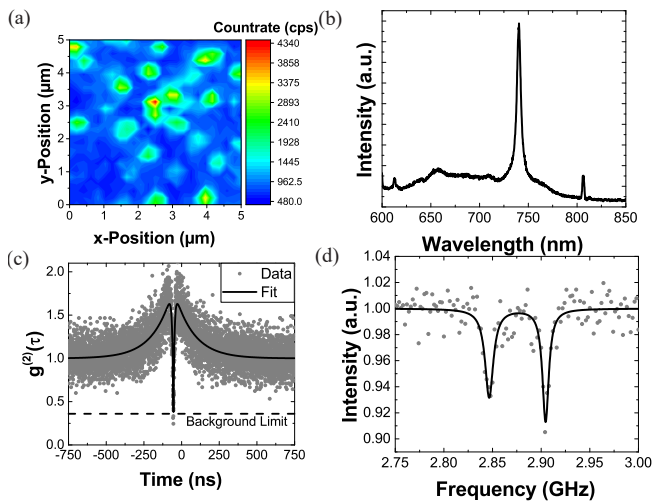 (a)
Countrate (cps)
5
4
3
2
1
0
0 1 2 3 4 5
y-Position (µm)
x-Position (µm)
4340
3858
3375
2893
2410
1928
1445
962.5
480.0
(b)
Intensity (a.u.)
600 650 700 750 800 850
Wavelength (nm)
(c)
2.0
1.5
1.0
0.5
0.0
g(2)(τ)
Data
Fit
Background Limit
-750 -500 -250 0 250 500 750
Time (ns)
(d)
1.04
1.02
1.00
0.98
0.96
0.94
0.92
0.90
Intensity (a.u.)
2.75 2.80 2.85 2.90 2.95 3.00
Frequency (GHz)